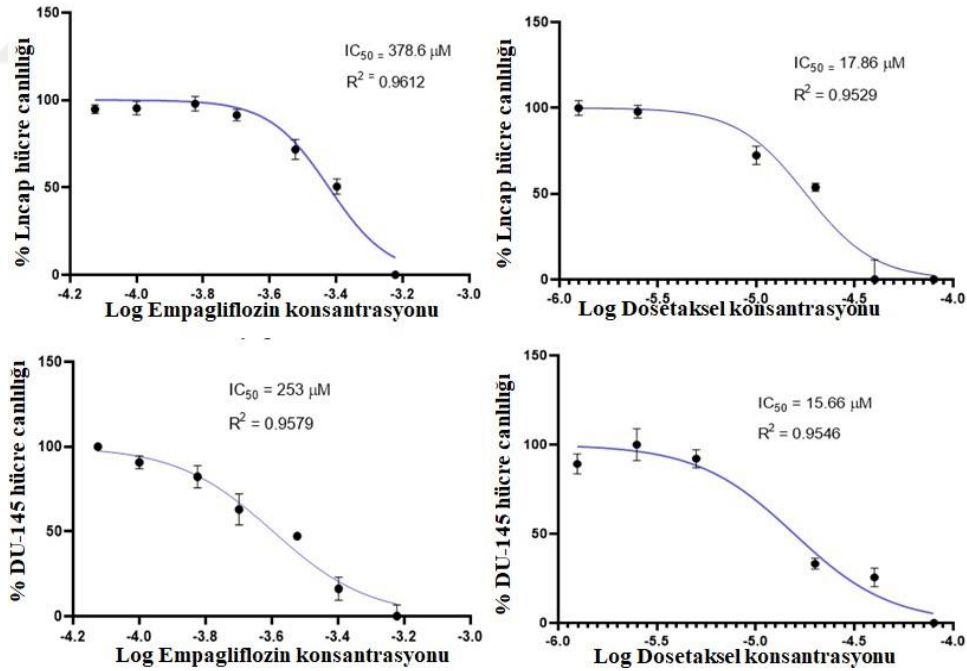 % Lncap hücre canlılığı
150
100
50
0
IC50 = 378.6 µM
R2 = 0.9612
-4.2 -4.0 -3.8 -3.6 -3.4 -3.2 -3.0
Log Empagliflozin konsantrasyonu
% Lncap hücre canlılığı
150
100
50
0
IC50 = 17.86 µM
R2 = 0.9529
-6.0 -5.5 -5.0 -4.5 -4.0
Log Dosetaksel konsantrasyonu
% DU-145 hücre canlılığı
150
100
50
0
IC50 = 253 µM
R2 = 0.9579
-4.2 -4.0 -3.8 -3.6 -3.4 -3.2 -3.0
Log Empagliflozin konsantrasyonu
% DU-145 hücre canlılığı
150
100
50
0
IC50 = 15.66 µM
R2 = 0.9546
-6.0 -5.5 -5.0 -4.5 -4.0
Log Dosetaksel konsantrasyonu